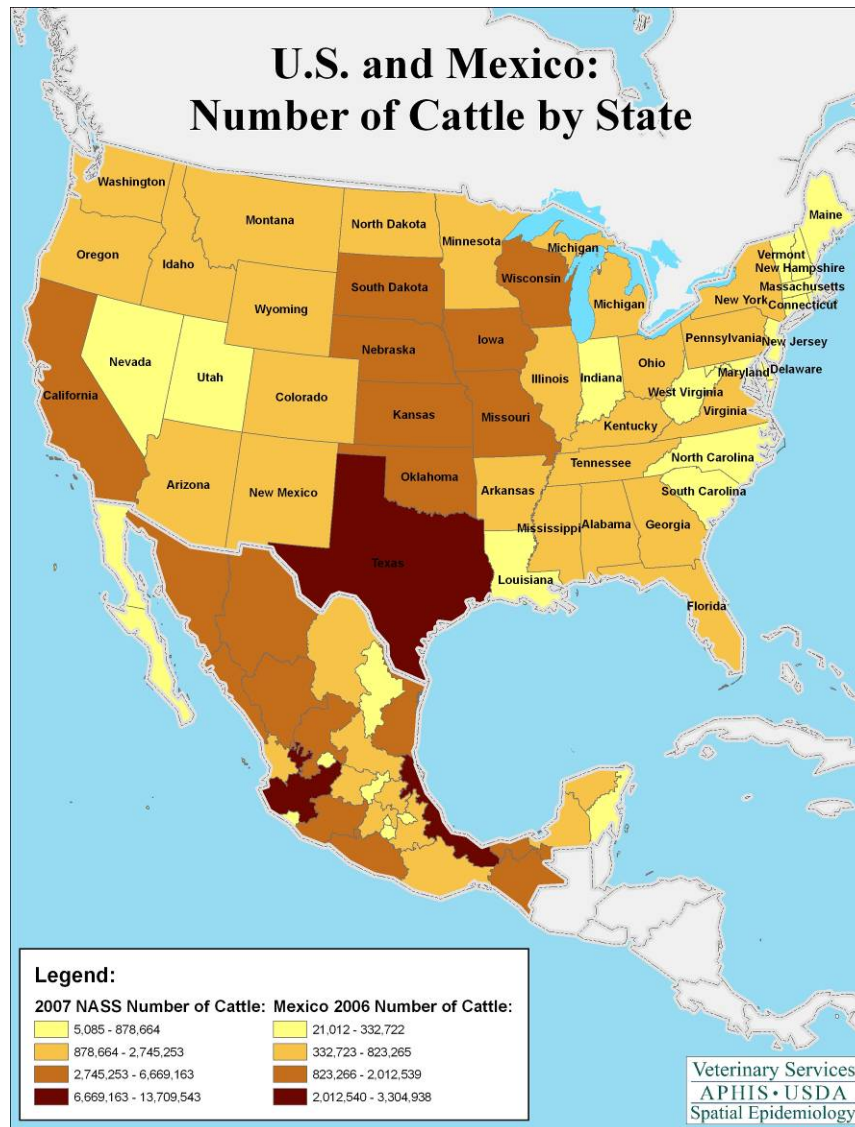 U.S. and Mexico:
Number of Cattle by State
Washington
Montana
North Dakota
Minnesota
Michigan
Maine
Oregon
Idaho
Wyoming
South Dakota
Wisconsin
Michigan
Vermont
New Hampshire
Massachusetts
New York
Connecticut
Nevada
Utah
Colorado
Nebraska
Iowa
Illinois
Indiana
Ohio
Pennsylvania
New Jersey
Maryland
Delaware
West Virginia
Virginia
California
Kansas
Missouri
Kentucky
Arizona
New Mexico
Oklahoma
Arkansas
Tennessee
North Carolina
South Carolina
Texas
Louisiana
Mississippi
Alabama
Georgia
Florida
Legend:
2007 NASS Number of Cattle:
5,085 - 878,664
878,664 - 2,745,253
2,745,253 - 6,669,163
6,669,163 - 13,709,543
Mexico 2006 Number of Cattle:
21,012 - 332,722
332,723 - 823,265
823,266 - 2,012,539
2,012,540 - 3,304,938
Veterinary Services
APHIS • USDA
Spatial Epidemiology